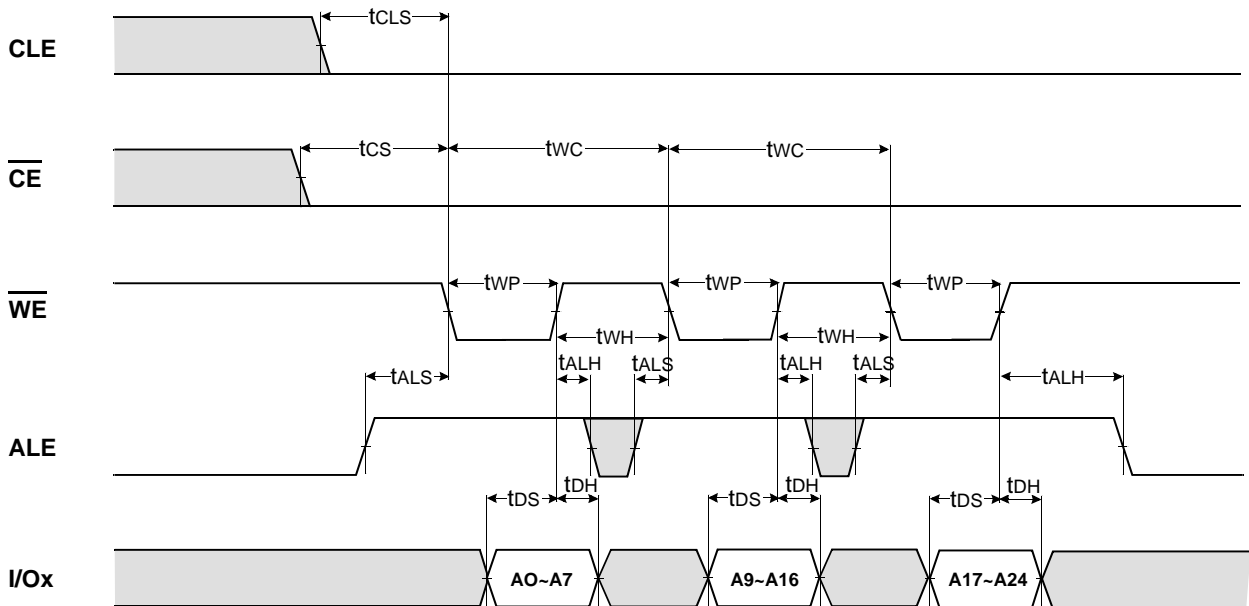 CLE
tCLS
CE
tCS
tWC
tWC
WE
tWP
tWP
tWP
tWH
tWH
tALS
tALH
tALS
tALH
tALS
tALH
ALE
tDS
tDH
tDS
tDH
tDS
tDH
I/Ox
AO~A7
A9~A16
A17~A24